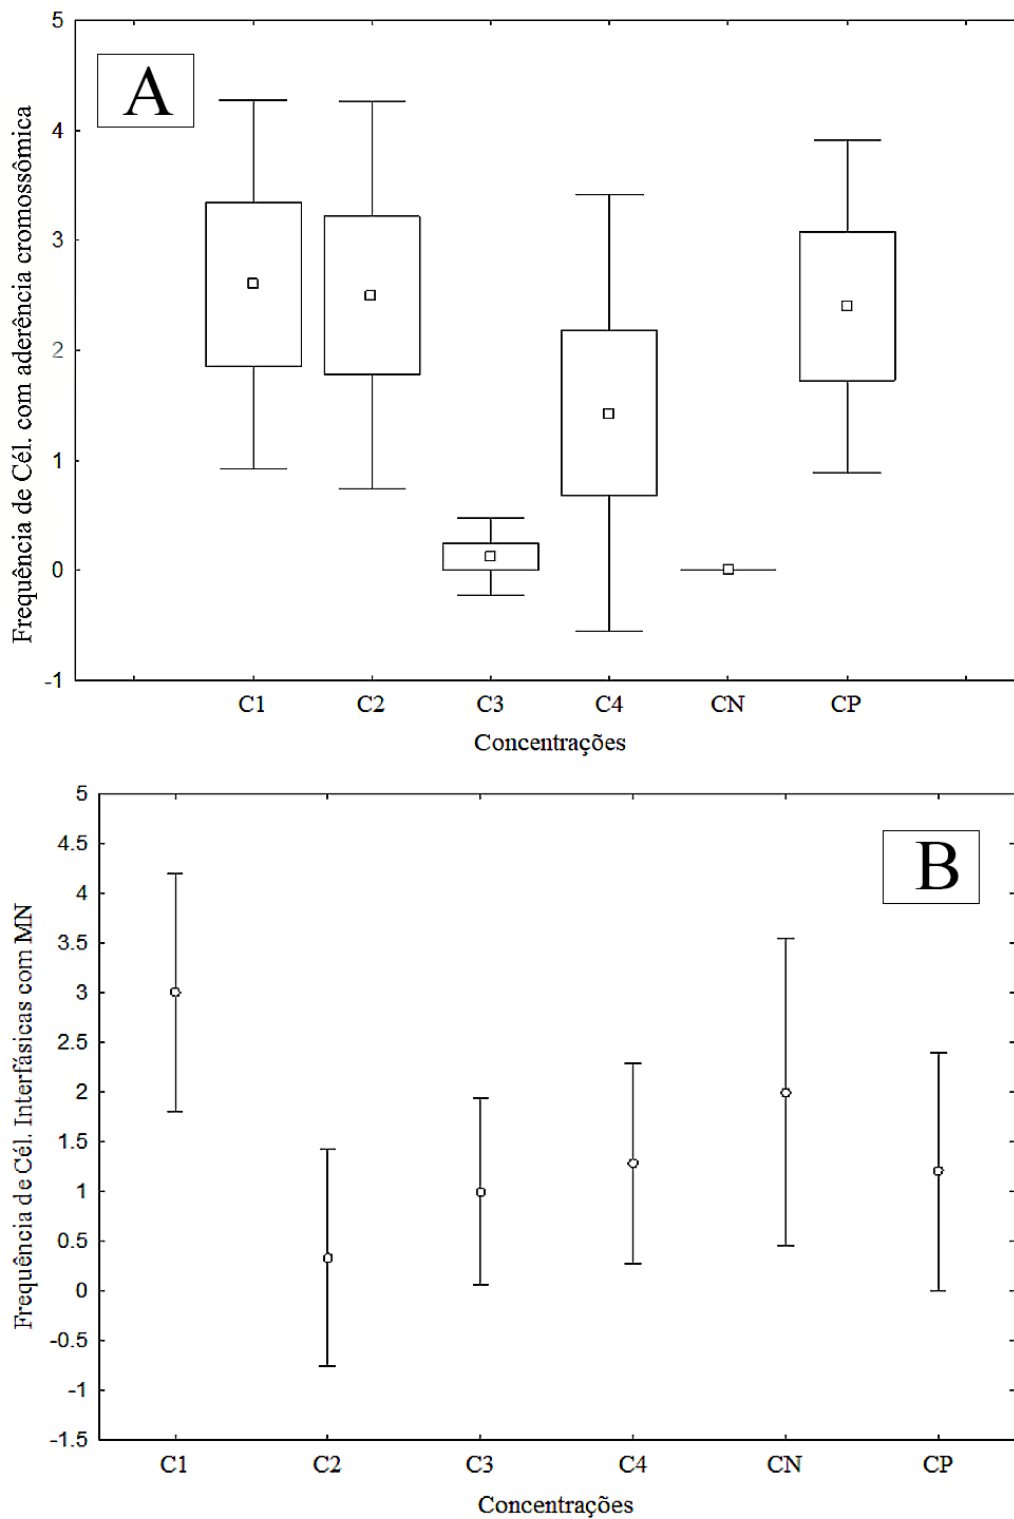 A
Frequência de Cél. com aderência cromossômica
5
4
3
2
1
0
-1
C1 C2 C3 C4 CN CP
Concentrações
B
Frequência de Cél. Interfásicas com MN
5
4.5
4
3.5
3
2.5
2
1.5
1
0.5
0
-0.5
-1
-1.5
C1 C2 C3 C4 CN CP
Concentrações